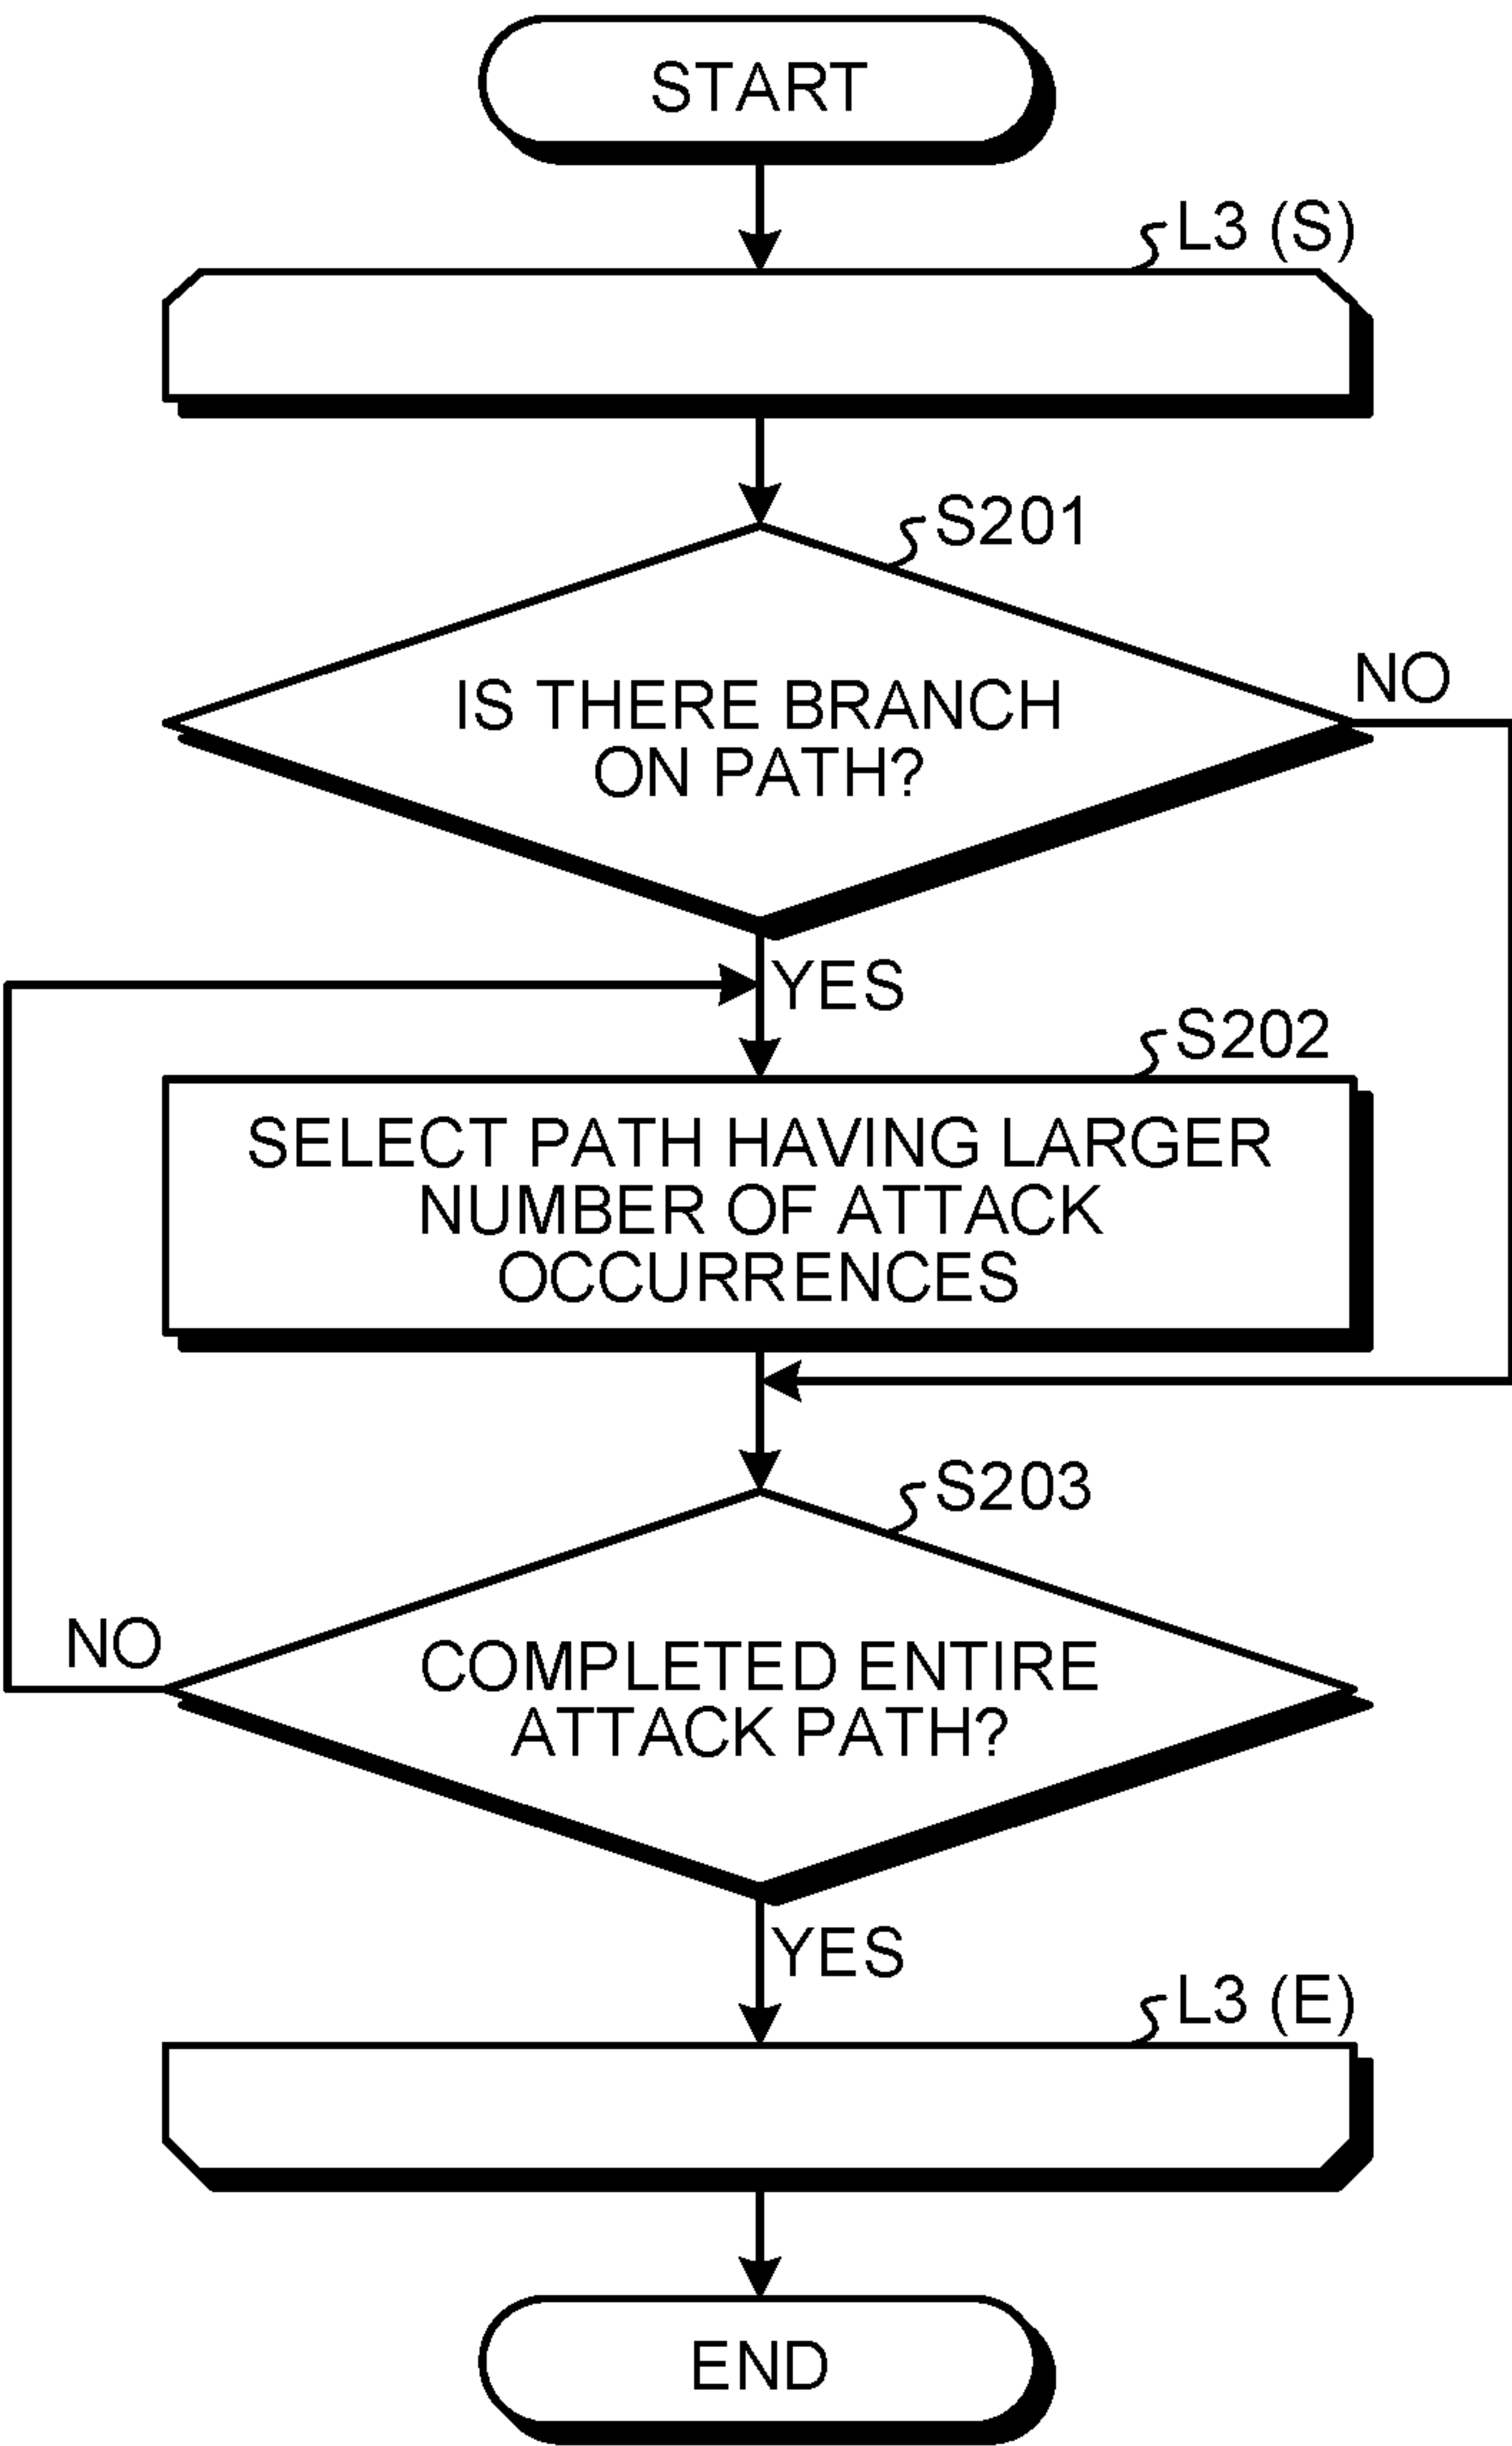 START
L3 (S)
S201
IS THERE BRANCH
ON PATH?
NO
YES
S202
SELECT PATH HAVING LARGER
NUMBER OF ATTACK
OCCURRENCES
S203
NO
COMPLETED ENTIRE
ATTACK PATH?
YES
L3 (E)
END